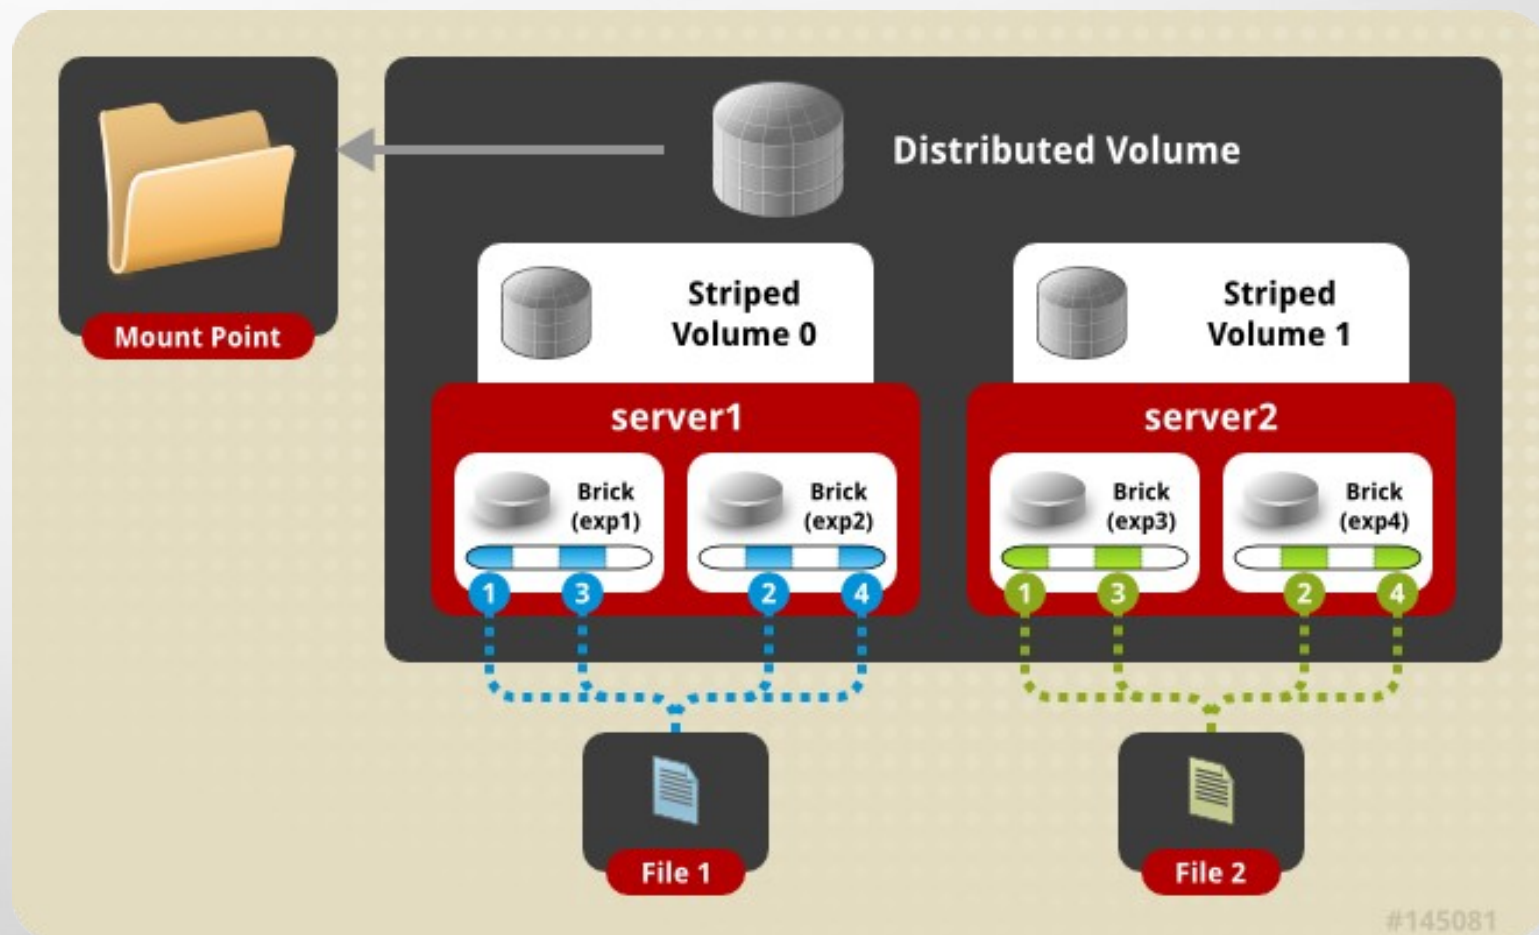 Distributed Volume
Mount Point
Striped
Volume 0
Striped
Volume 1
server1
server2
Brick
(exp1)
Brick
(exp2)
Brick
(exp3)
Brick
(exp4)
1
3
2
4
1
3
2
4
File 1
File 2
#145081